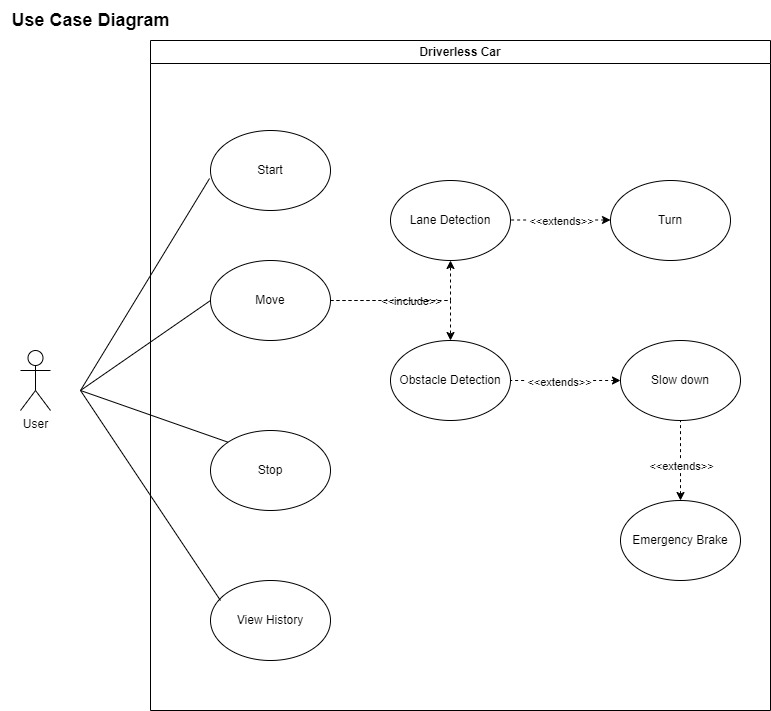 Use Case Diagram
Driverless Car
Start
Lane Detection
<<extends>>
Turn
Move
<<include>>
Obstacle Detection
<<extends>>
Slow down
User
Stop
<<extends>>
Emergency Brake
View History